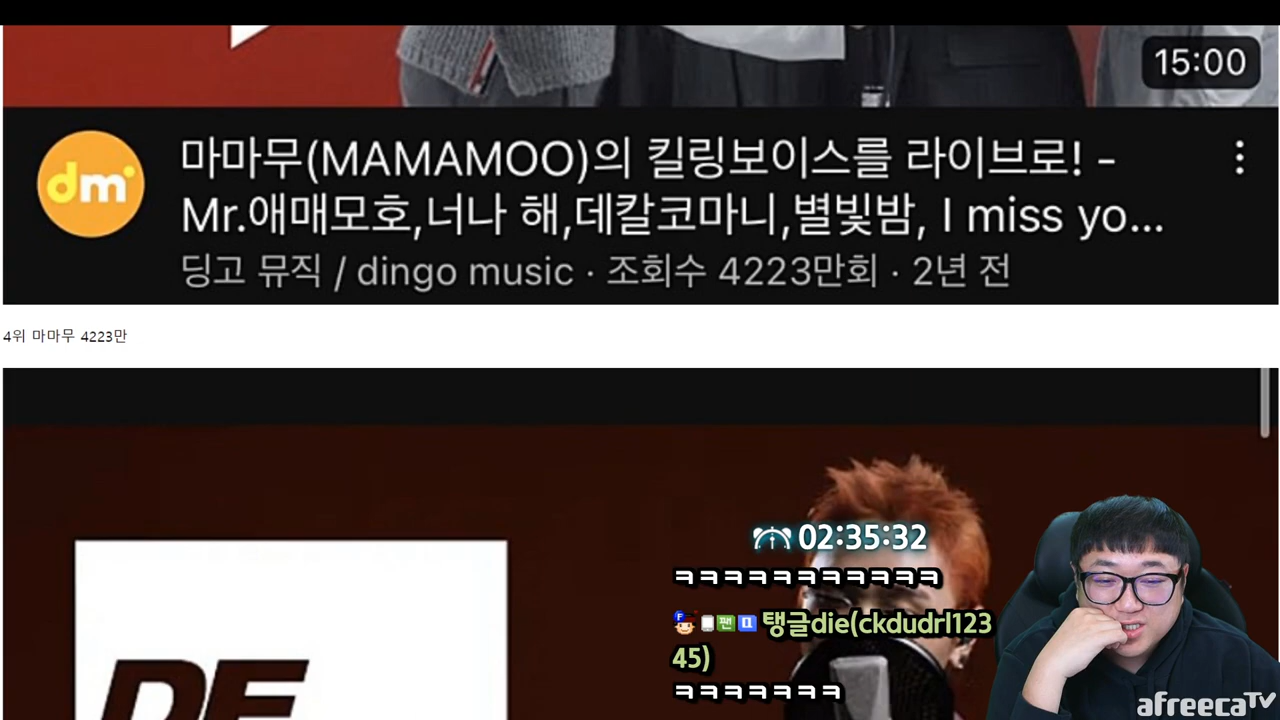 15:00
dm
마마무(MAMAMOO)의 킬링보이스를 라이브로! -
Mr.애매모호,너나 해,데칼코마니,별빛밤, I miss yo...
딩고 뮤직 / dingo music · 조회수 4223만회 · 2년 전
4위 마마무 4223만
DE
02:35:32
ㅋㅋㅋㅋㅋㅋㅋㅋㅋㅋㅋ
F 팬 탱글die(ckdudrl123
45)
ㅋㅋㅋㅋㅋㅋㅋ
afreecaTV